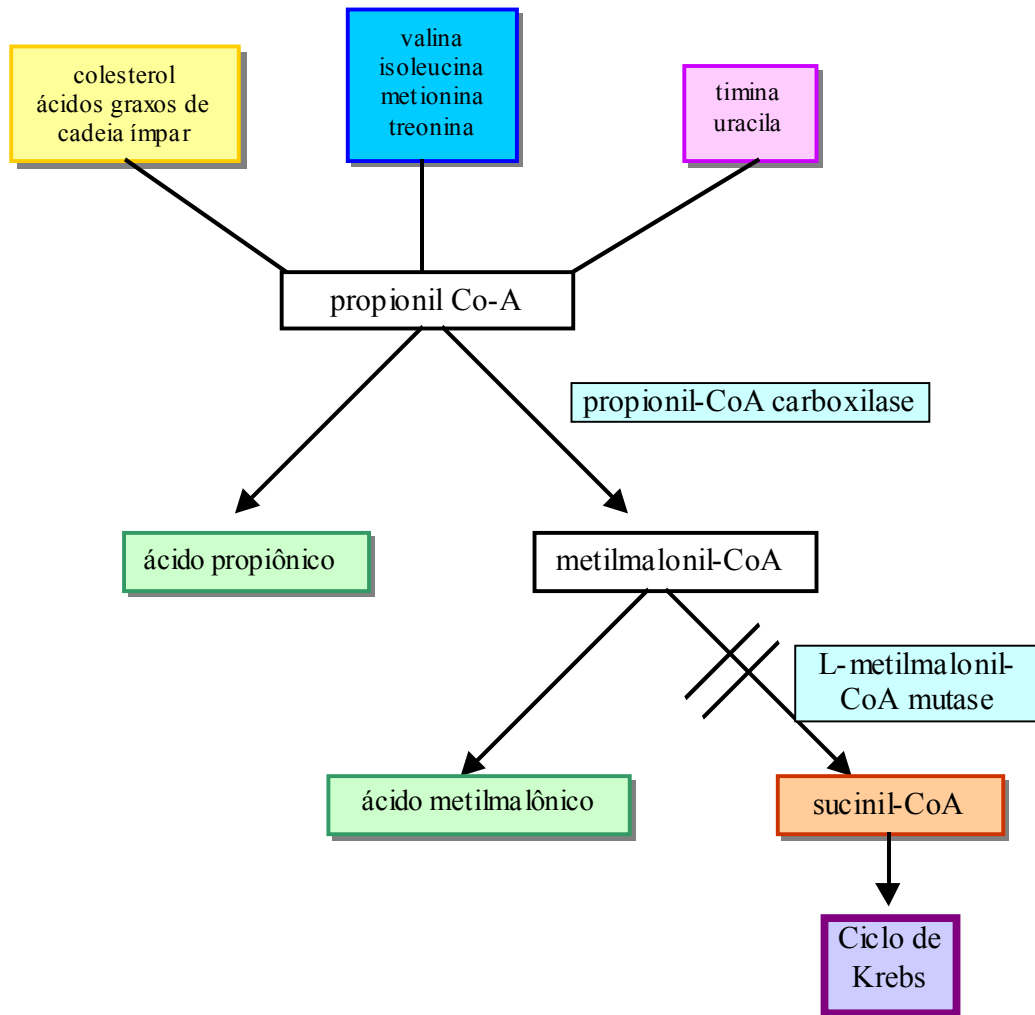 colesterol
ácidos graxos de
cadeia ímpar
valina
isoleucina
metionina
treonina
timina
uracila
propionil Co-A
propionil-CoA carboxilase
ácido propiônico
metilmalonil-CoA
L-metilmalonil-
CoA mutase
ácido metilmalônico
sucinil-CoA
Ciclo de
Krebs